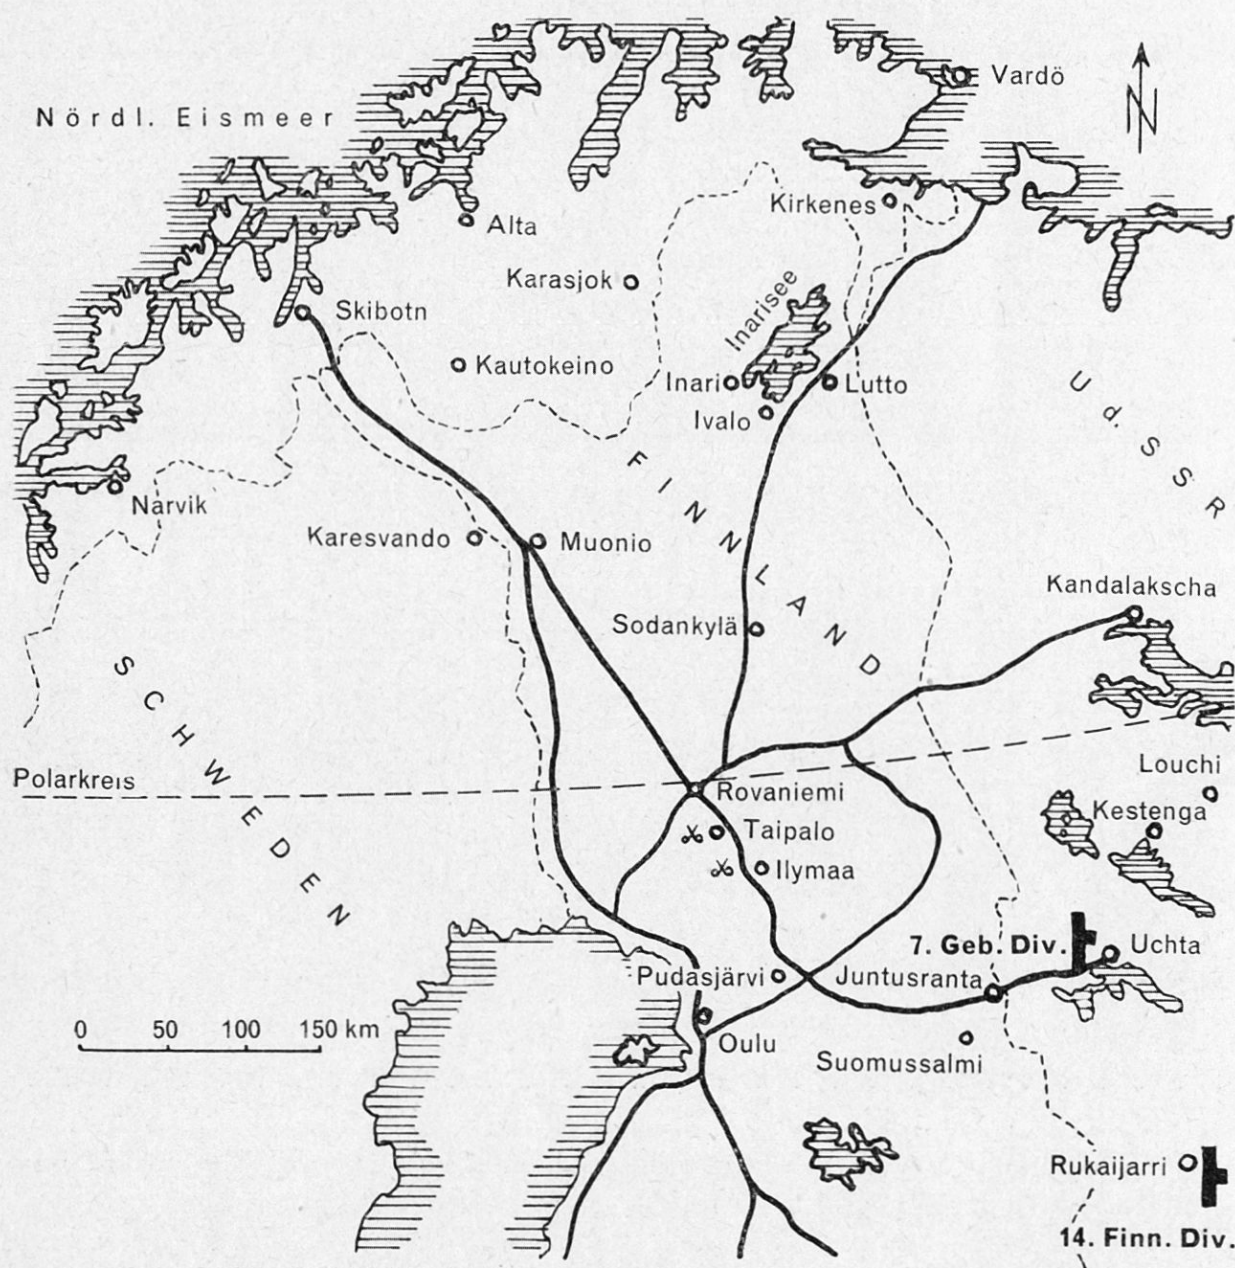 Vardö
N
Nördl. Eismeer
Kirkenes
Alta
Karasjok
Inarisee
Skibotn
Kautokeino
Inari
Lutto
Ivalo
UdSSR
FINNLAND
Narvik
Karesvando
Muonio
Kandalakscha
Sodankylä
SCHWEDEN
Polarkreis
Louchi
Rovaniemi
Kestenga
Taipalo
Ilymaa
7. Geb. Div.
Uchta
Pudasjärvi
Juntusranta
0 50 100 150 km
Oulu
Suomussalmi
Rukaijarri
14. Finn. Div.